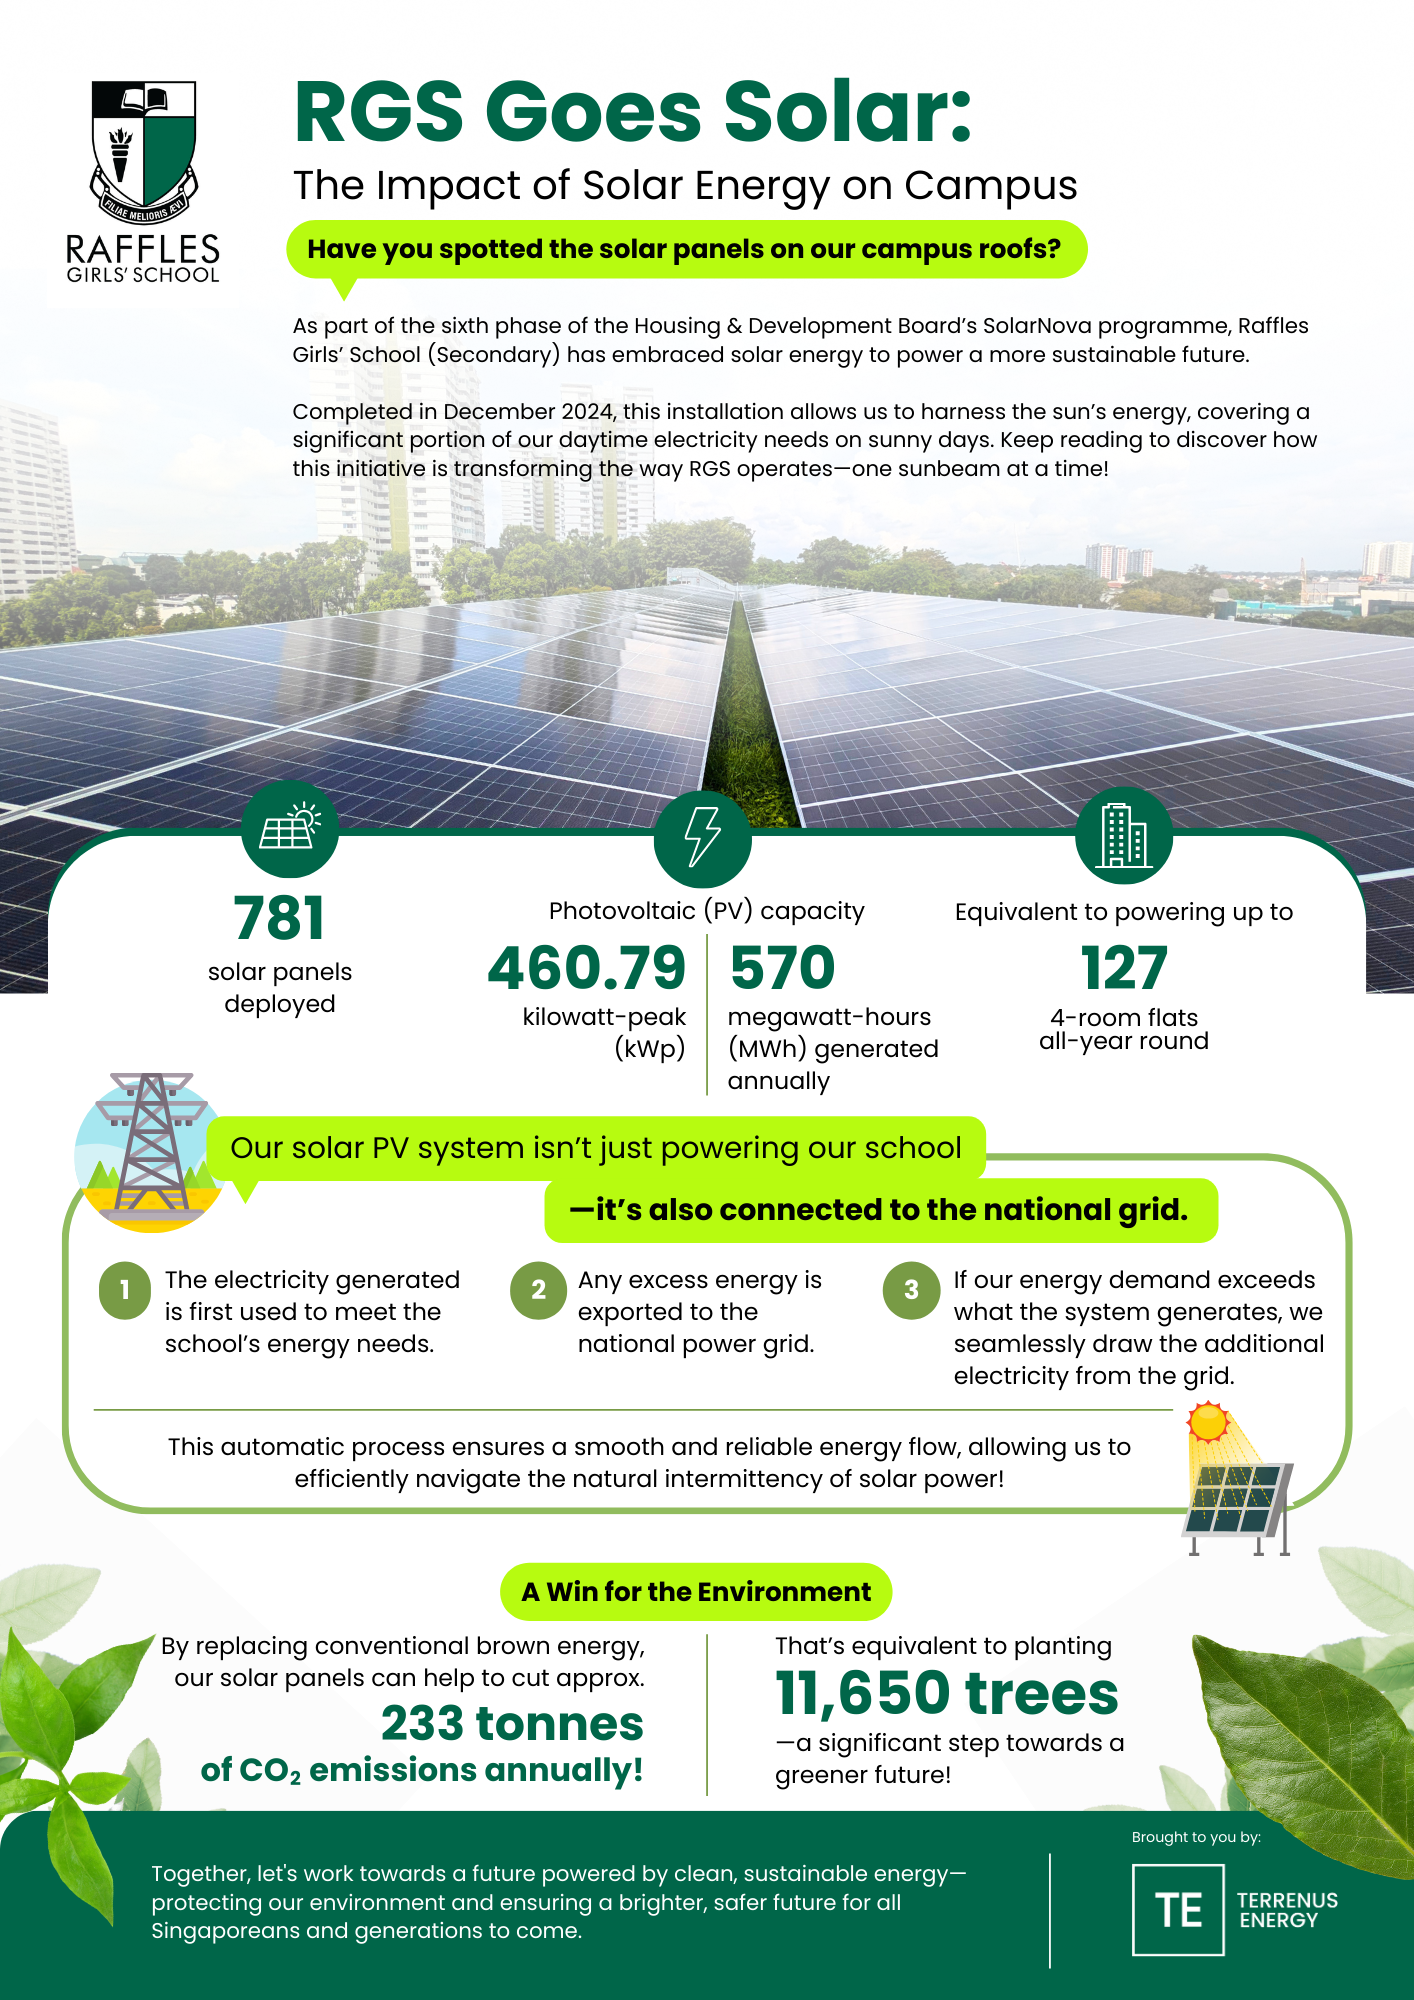 FILIAE MELIORIS ÆVI
RAFFLES
GIRLS' SCHOOL
RGS Goes Solar:
The Impact of Solar Energy on Campus
Have you spotted the solar panels on our campus roofs?
As part of the sixth phase of the Housing & Development Board's SolarNova programme, Raffles
Girls' School (Secondary) has embraced solar energy to power a more sustainable future.
Completed in December 2024, this installation allows us to harness the sun's energy, covering a
significant portion of our daytime electricity needs on sunny days. Keep reading to discover how
this initiative is transforming the way RGS operates—one sunbeam at a time!
781
solar panels
deployed
Photovoltaic (PV) capacity
460.79
kilowatt-peak
(kWp)
570
megawatt-hours
(MWh) generated
annually
Equivalent to powering up to
127
4-room flats
all-year round
Our solar PV system isn't just powering our school
—it's also connected to the national grid.
1
The electricity generated
is first used to meet the
school's energy needs.
2
Any excess energy is
exported to the
national power grid.
3
If our energy demand exceeds
what the system generates, we
seamlessly draw the additional
electricity from the grid.
This automatic process ensures a smooth and reliable energy flow, allowing us to
efficiently navigate the natural intermittency of solar power!
A Win for the Environment
By replacing conventional brown energy,
our solar panels can help to cut approx.
233 tonnes
of CO₂ emissions annually!
That's equivalent to planting
11,650 trees
—a significant step towards a
greener future!
Together, let's work towards a future powered by clean, sustainable energy—
protecting our environment and ensuring a brighter, safer future for all
Singaporeans and generations to come.
Brought to you by:
TE
TERRENUS
ENERGY